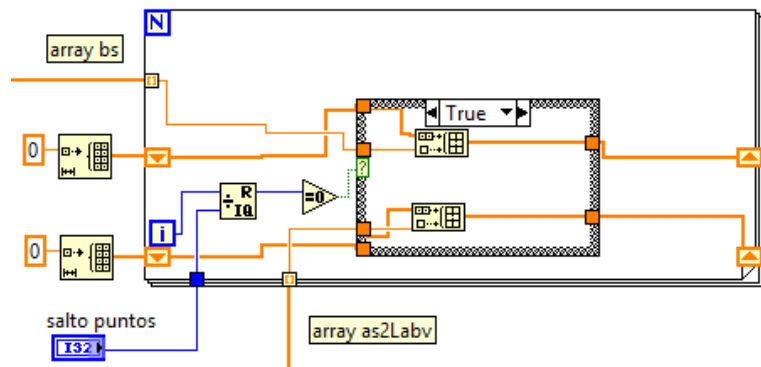 N
array bs
True
0
?
R
IQ
=0
i
0
salto puntos
I32
array as2Labv